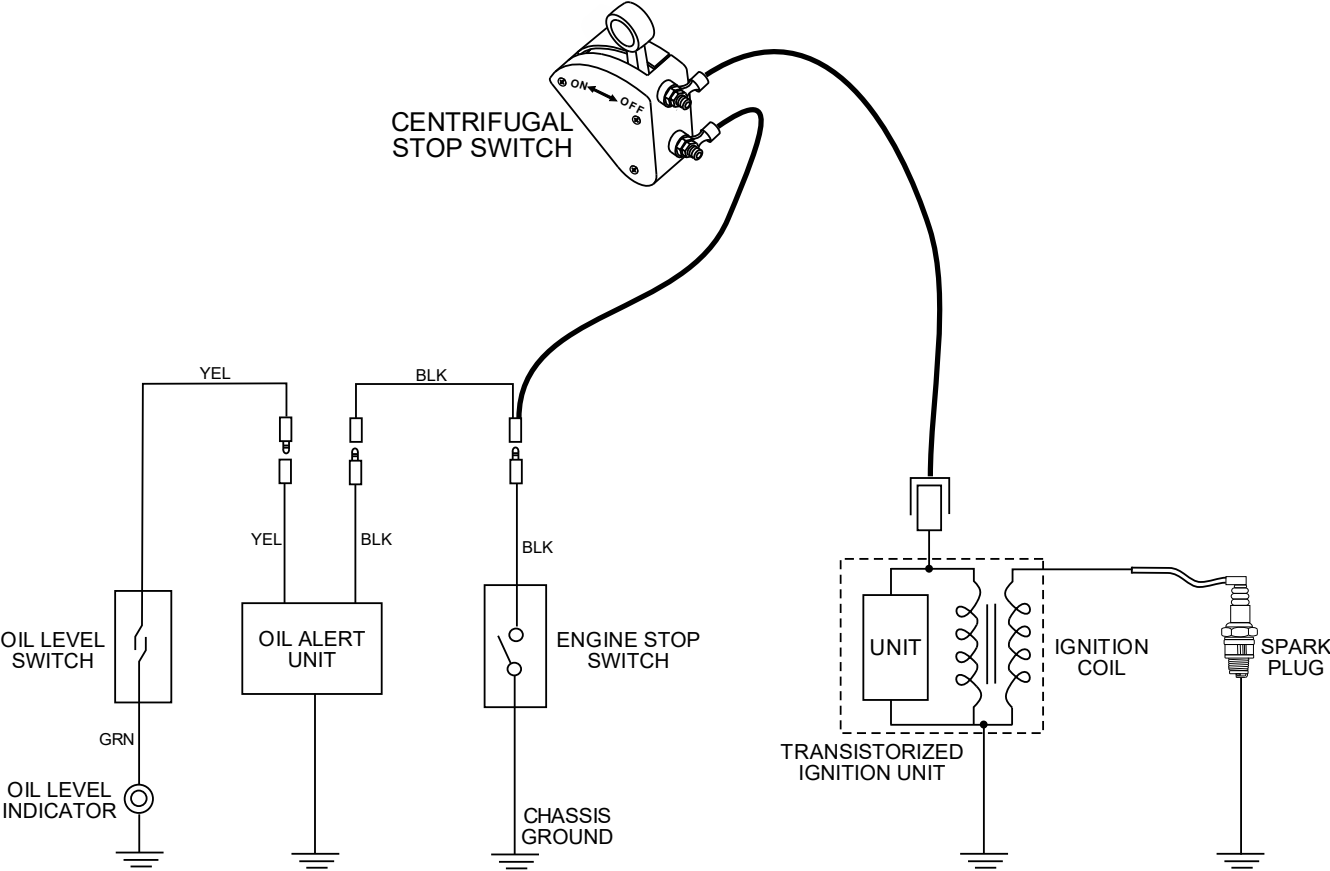 ON
OFF
CENTRIFUGAL
STOP SWITCH
YEL
BLK
YEL
BLK
BLK
OIL LEVEL
SWITCH
OIL ALERT
UNIT
ENGINE STOP
SWITCH
UNIT
IGNITION
COIL
SPARK
PLUG
GRN
TRANSISTORIZED
IGNITION UNIT
OIL LEVEL
INDICATOR
CHASSIS
GROUND